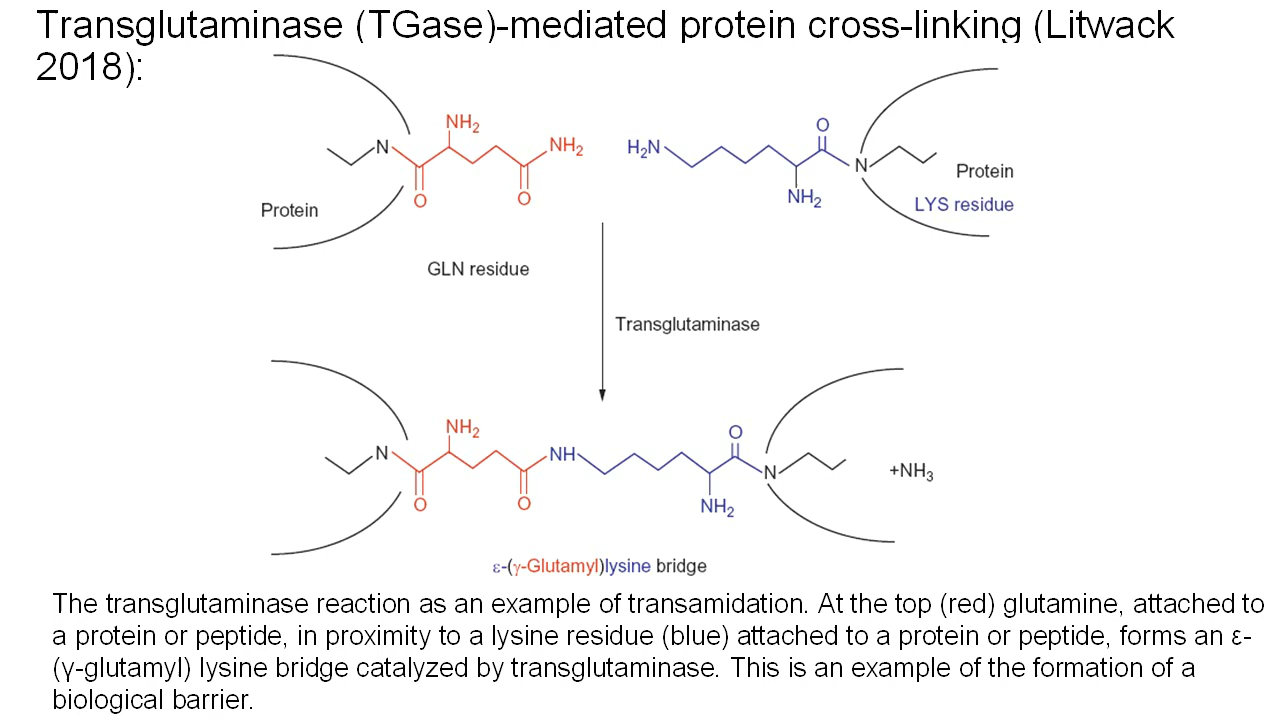 Transglutaminase (TGase)-mediated protein cross-linking (Litwack
2018):
NH₂
O
N
NH₂
H₂N
N
Protein
O
O
NH₂
LYS residue
Protein
GLN residue
Transglutaminase
NH₂
O
N
NH
N
+NH₃
O
O
NH₂
ε-(γ-Glutamyl)lysine bridge
The transglutaminase reaction as an example of transamidation. At the top (red) glutamine, attached to
a protein or peptide, in proximity to a lysine residue (blue) attached to a protein or peptide, forms an ε-
(γ-glutamyl) lysine bridge catalyzed by transglutaminase. This is an example of the formation of a
biological barrier.